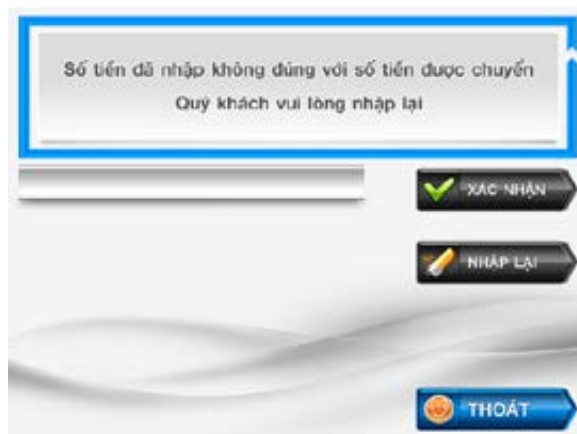 Số tiền đã nhập không đúng với số tiền được chuyển
Quý khách vui lòng nhập lại
XÁC NHẬN
NHẬP LẠI
THOÁT